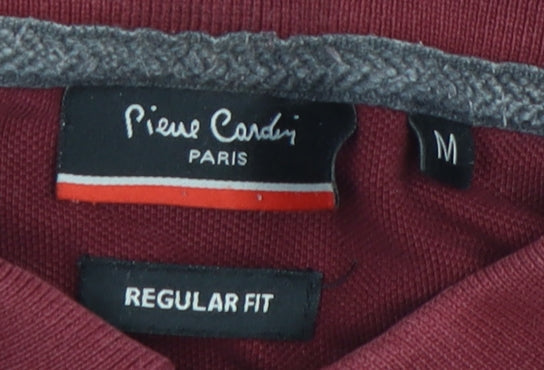 Pierre Cardin
PARIS
M
REGULAR FIT